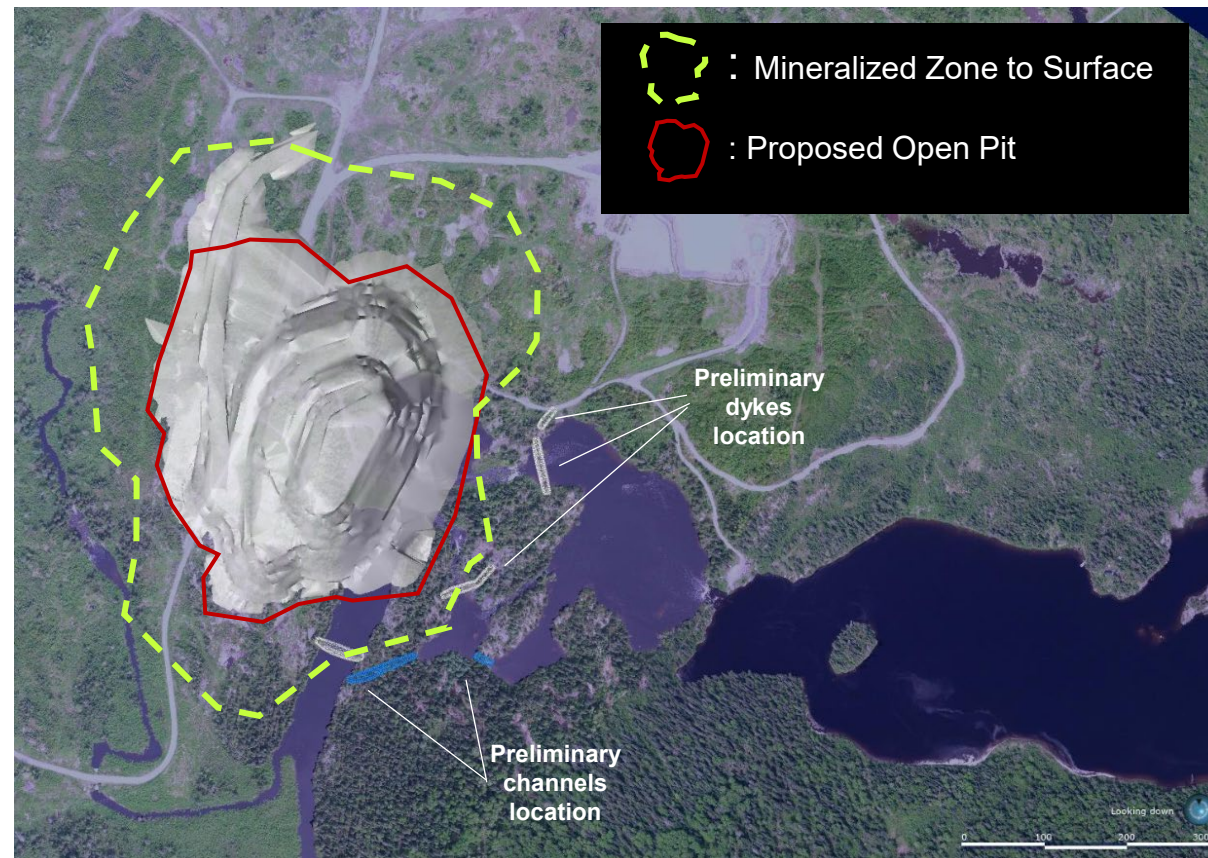 : Mineralized Zone to Surface
: Proposed Open Pit
Preliminary
dykes
location
Preliminary
channels
location
Looking down
0 100 200 300